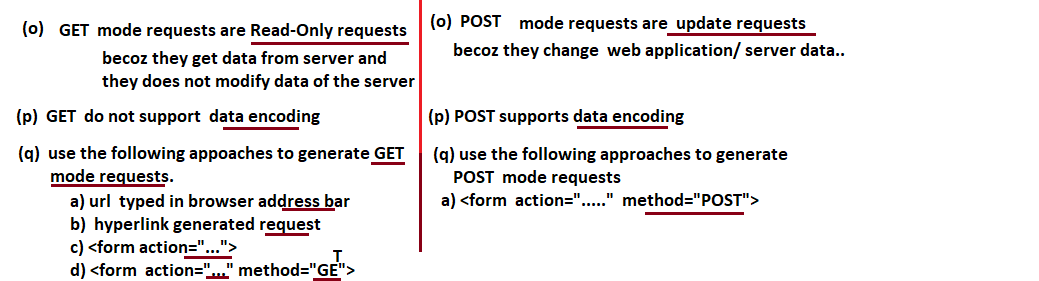 (o) GET mode requests are Read-Only requests
becoz they get data from server and
they does not modify data of the server
(p) GET do not support data encoding
(q) use the following appoaches to generate GET
mode requests.
a) url typed in browser address bar
b) hyperlink generated request
c) <form action="...">
d) <form action="..." method="GET">
(o) POST mode requests are update requests
becoz they change web application/ server data..
(p) POST supports data encoding
(q) use the following approaches to generate
POST mode requests
a) <form action="....." method="POST">